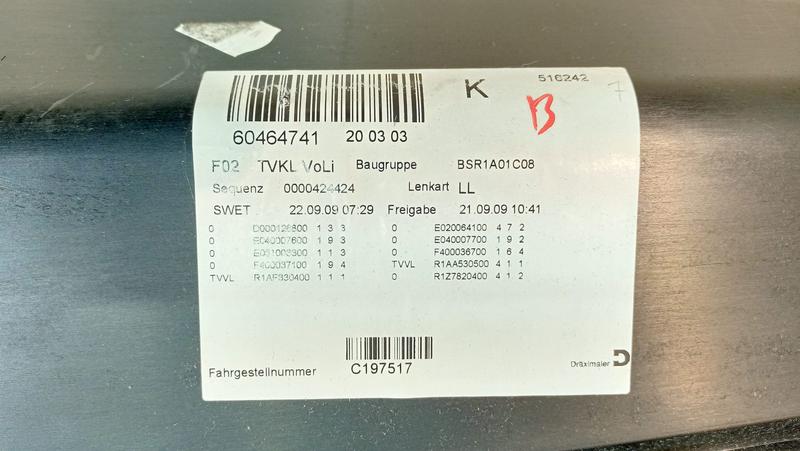 K 516242 7
B
60464741 20 03 03
F02 TVKL VoLi Baugruppe BSR1A01C08
Sequenz 0000424424 Lenkart LL
SWET 22.09.09 07:29 Freigabe 21.09.09 10:41
0 D000126800 1 3 3 0 E020064100 4 7 2
0 E040007600 1 9 3 0 E040007700 1 9 2
0 1 1 3 0 F400036700 1 6 4
0 F400037100 1 9 4 TVVL R1AA530500 4 1 1
TVVL R1AF330400 1 1 1 0 R1Z7820400 4 1 2
Fahrgestellnummer C197517 Dräxlmaier D